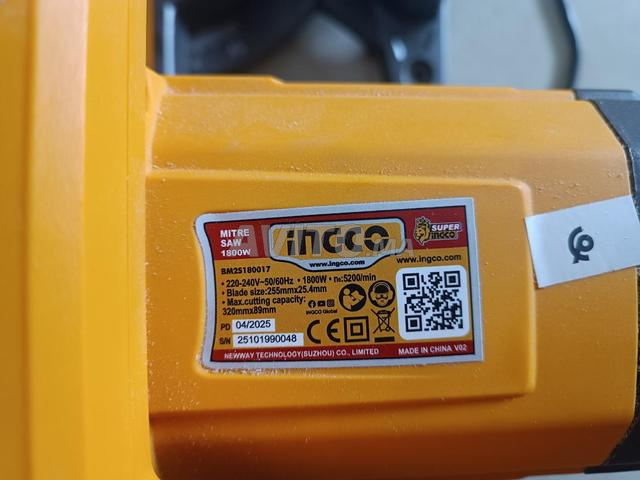 MITRE
SAW
1800W
INGCO
SUPER
INGCO
www.ingco.com
www.ingco.com
BM2S180017
• 220-240V~50/60Hz • 1800W • n₀:5200/min
• Blade size:255mmx25.4mm
• Max.cutting capacity:
320mmx89mm
INGCO Global
PD 04/2025
S/N 25101990048
CE
NEWWAY TECHNOLOGY(SUZHOU) CO., LIMITED MADE IN CHINA V02